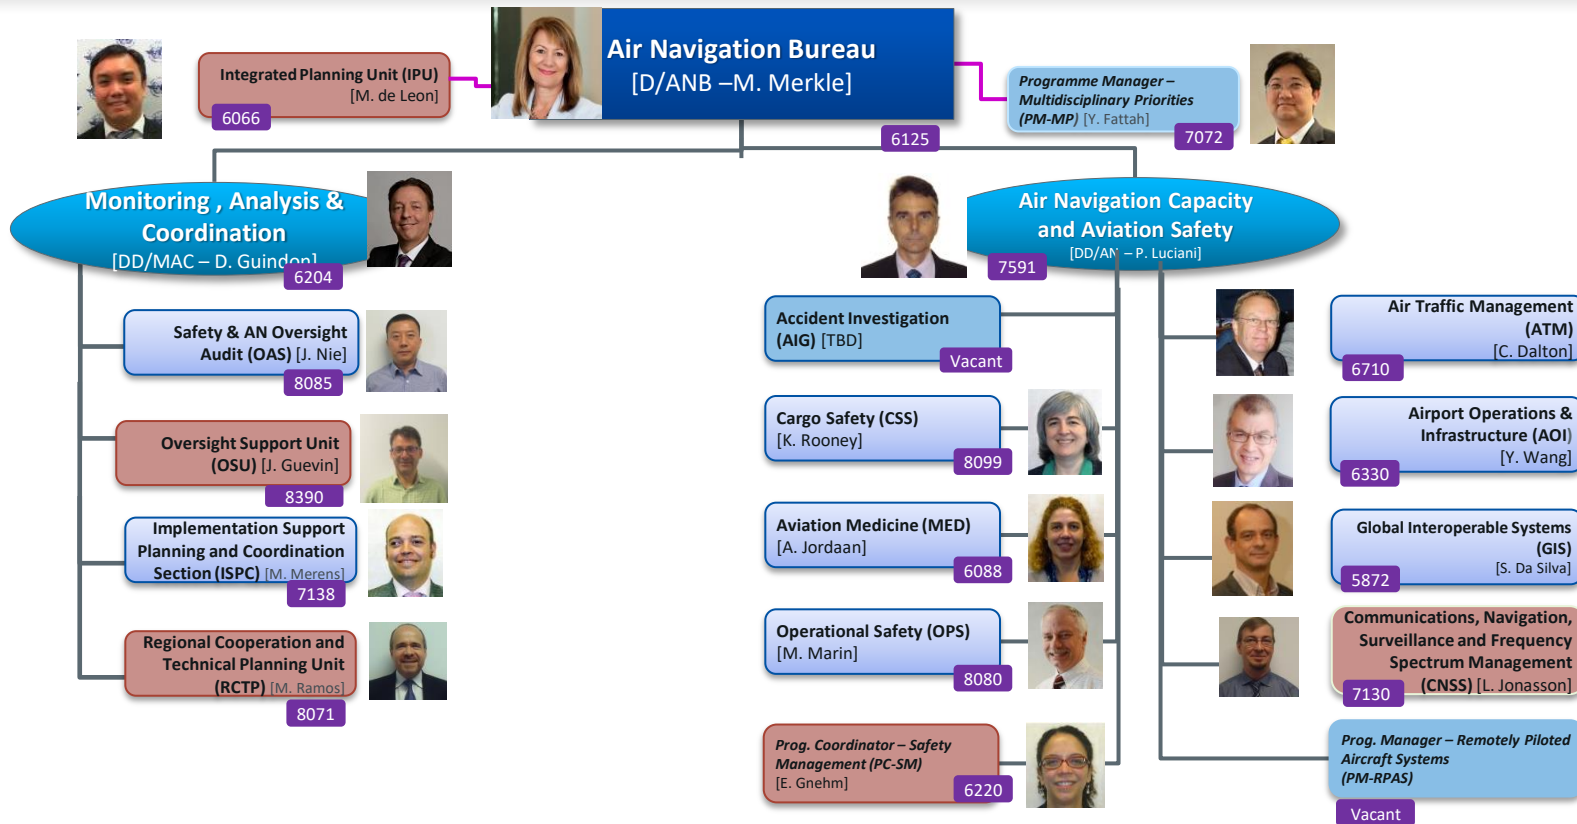 Air Navigation Bureau
[D/ANB –M. Merkle]
6125
Integrated Planning Unit (IPU)
[M. de Leon]
6066
Programme Manager –
Multidisciplinary Priorities
(PM-MP) [Y. Fattah]
7072
Monitoring , Analysis &
Coordination
[DD/MAC – D. Guindon]
6204
Safety & AN Oversight
Audit (OAS) [J. Nie]
8085
Oversight Support Unit
(OSU) [J. Guevin]
8390
Implementation Support
Planning and Coordination
Section (ISPC) [M. Merens]
7138
Regional Cooperation and
Technical Planning Unit
(RCTP) [M. Ramos]
8071
Air Navigation Capacity
and Aviation Safety
[DD/AN – P. Luciani]
7591
Accident Investigation
(AIG) [TBD]
Vacant
Cargo Safety (CSS)
[K. Rooney]
8099
Aviation Medicine (MED)
[A. Jordaan]
6088
Operational Safety (OPS)
[M. Marin]
8080
Prog. Coordinator – Safety
Management (PC-SM)
[E. Gnehm]
6220
Air Traffic Management
(ATM)
[C. Dalton]
6710
Airport Operations &
Infrastructure (AOI)
[Y. Wang]
6330
Global Interoperable Systems
(GIS)
[S. Da Silva]
5872
Communications, Navigation,
Surveillance and Frequency
Spectrum Management
(CNSS) [L. Jonasson]
7130
Prog. Manager – Remotely Piloted
Aircraft Systems
(PM-RPAS)
Vacant